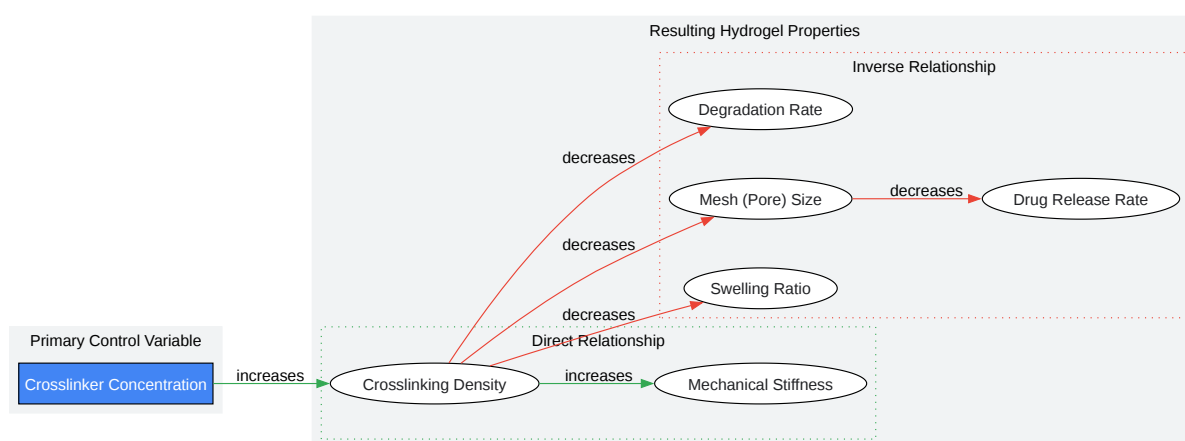 Resulting Hydrogel Properties
Inverse Relationship
Degradation Rate
decreases
Mesh (Pore) Size
decreases
Drug Release Rate
decreases
Swelling Ratio
decreases
Primary Control Variable
Direct Relationship
Crosslinker Concentration
increases
Crosslinking Density
increases
Mechanical Stiffness